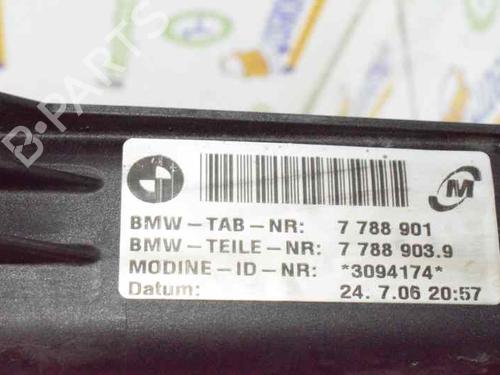 B-PARTS
BMW-TAB-NR: 7 788 901
BMW-TEILE-NR: 7 788 903.9
MODINE-ID-NR: *3094174*
Datum: 24. 7.06 20:57